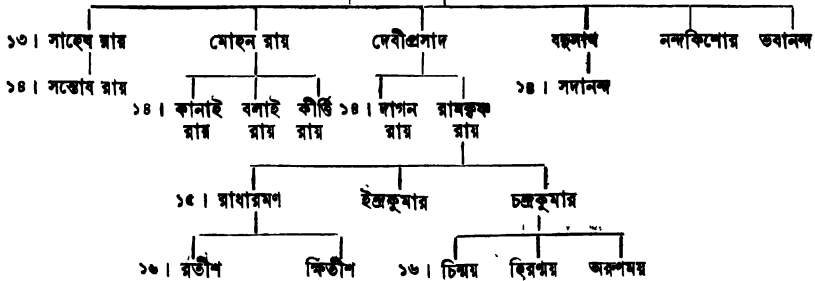 ১৩। সাহেব রায় মোহন রায় দেবীপ্রসাদ যদুনাথ নন্দকিশোর ভবানন্দ
১৪। সন্তোষ রায় ১৪। কানাই বলাই কীর্ত্তি ১৪। দাগন রামকৃষ্ণ ১৪। সদানন্দ
রায় রায় রায় রায় রায়
১৫। রাধারমণ ইন্দ্রকুমার চন্দ্রকুমার
১৬। রতীশ ক্ষিতীশ ১৬। চিন্ময় হিরণ্ময় অরুণময়